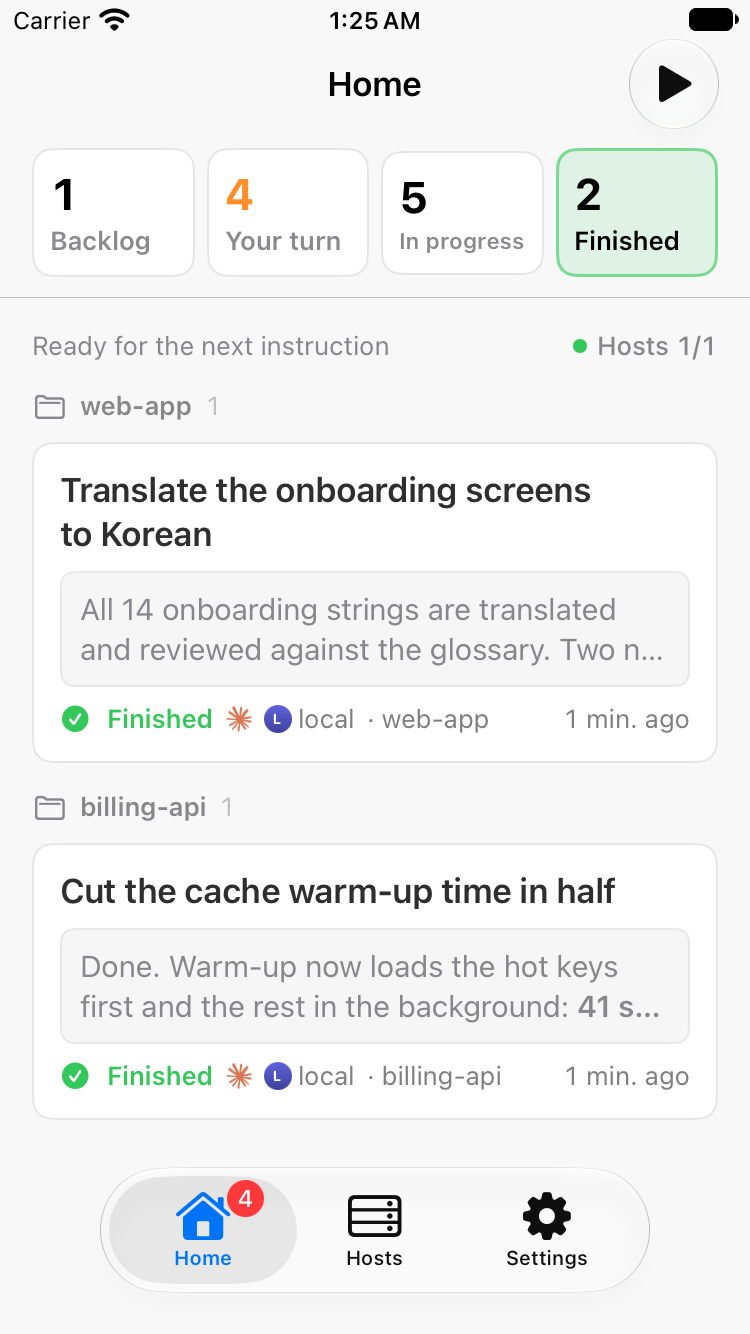 Carrier 1:25 AM
Home
1
Backlog
4
Your turn
5
In progress
2
Finished
Ready for the next instruction
Hosts 1/1
web-app 1
Translate the onboarding screens
to Korean
All 14 onboarding strings are translated
and reviewed against the glossary. Two n...
Finished L local · web-app 1 min. ago
billing-api 1
Cut the cache warm-up time in half
Done. Warm-up now loads the hot keys
first and the rest in the background: 41 s...
Finished L local · billing-api 1 min. ago
4
Home
Hosts
Settings